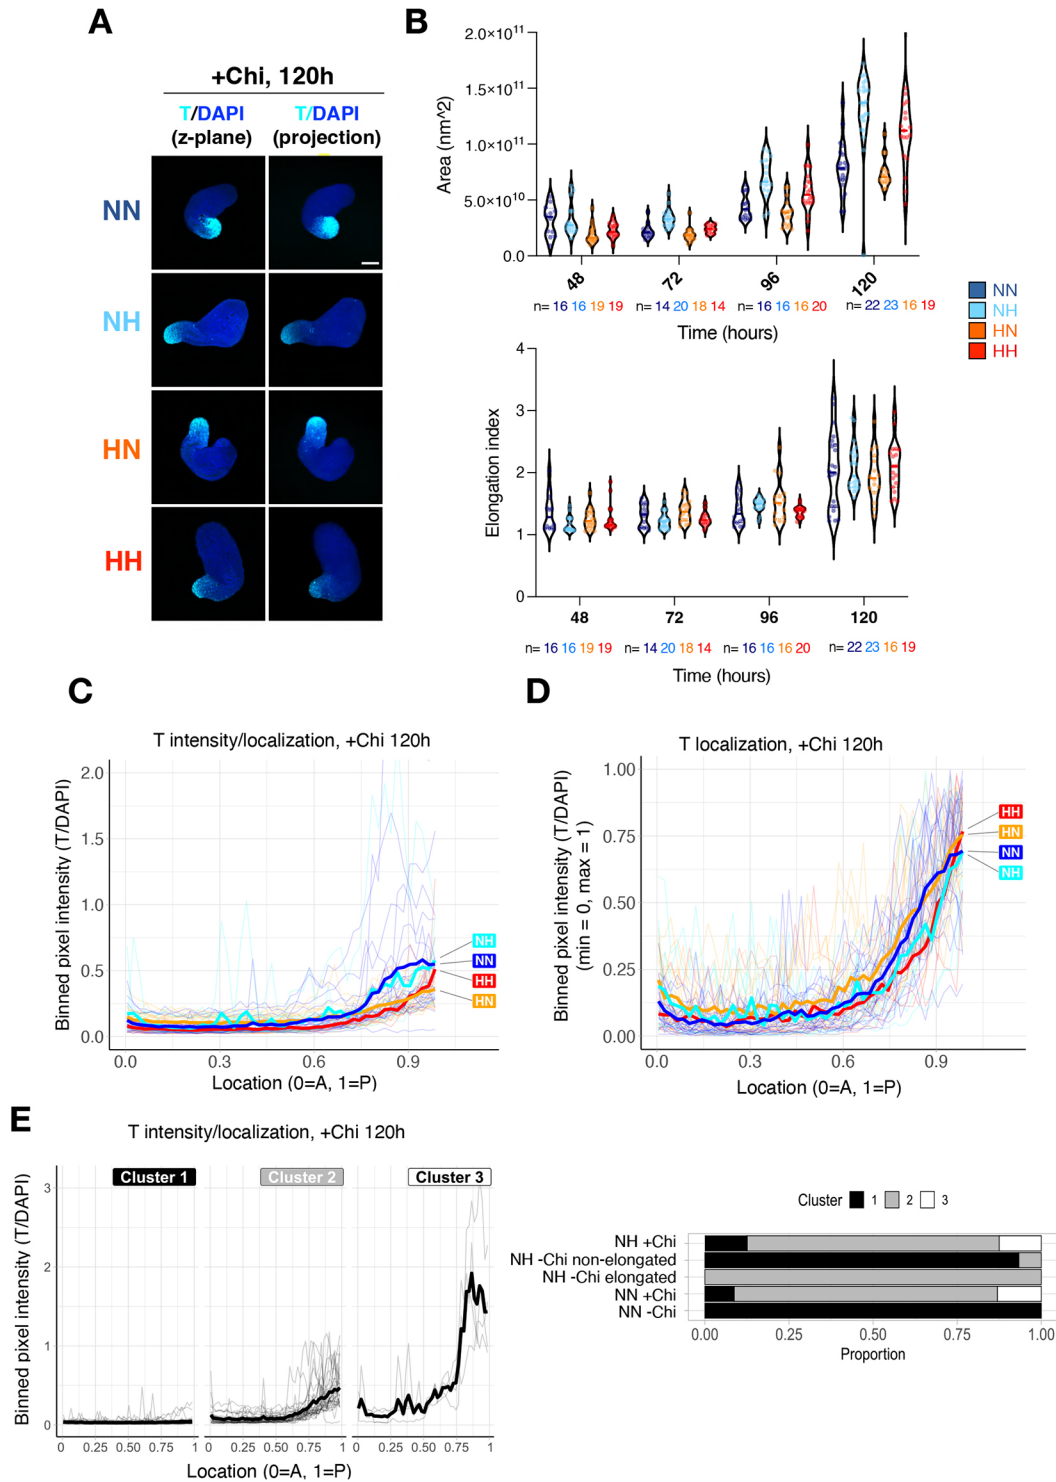 A
+Chi, 120h
T/DAPI
(z-plane)
T/DAPI
(projection)
NN
NH
HN
HH
B
Area (nm^2)
2.0×10¹¹
1.5×10¹¹
1.0×10¹¹
5.0×10¹⁰
0.0
48 72 96 120
n= 16 16 19 19 n= 14 20 18 14 n= 16 16 16 20 n= 22 23 16 19
Time (hours)
NN
NH
HN
HH
Elongation index
4
3
2
1
0
48 72 96 120
n= 16 16 19 19 n= 14 20 18 14 n= 16 16 16 20 n= 22 23 16 19
Time (hours)
C
T intensity/localization, +Chi 120h
Binned pixel intensity (T/DAPI)
2.0
1.5
1.0
0.5
0.0
NH
NN
HH
HN
0.0 0.3 0.6 0.9
Location (0=A, 1=P)
D
T localization, +Chi 120h
Binned pixel intensity (T/DAPI)
(min = 0, max = 1)
1.00
0.75
0.50
0.25
0.00
HH
HN
NN
NH
0.0 0.3 0.6 0.9
Location (0=A, 1=P)
E
T intensity/localization, +Chi 120h
Binned pixel intensity (T/DAPI)
Cluster 1 Cluster 2 Cluster 3
3
2
1
0
0 0.25 0.50 0.75 1 0 0.25 0.50 0.75 1 0 0.25 0.50 0.75 1
Location (0=A, 1=P)
Cluster 1 2 3
NH +Chi
NH -Chi non-elongated
NH -Chi elongated
NN +Chi
NN -Chi
0.00 0.25 0.50 0.75 1.00
Proportion